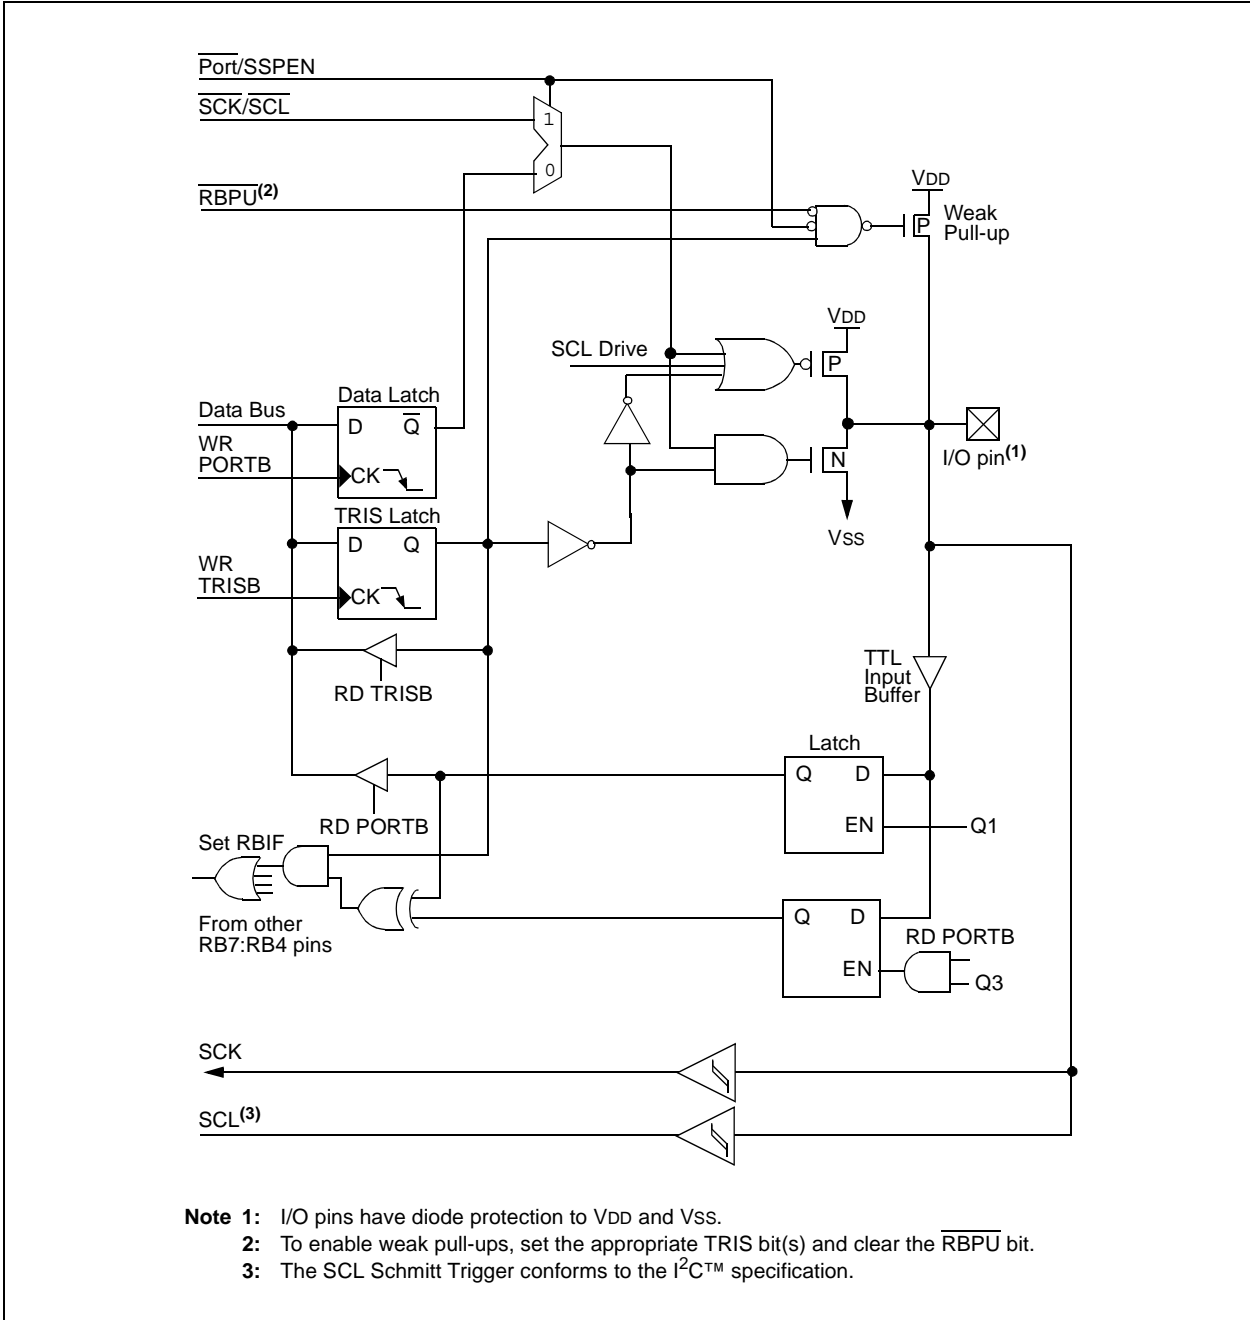 Port/SSPEN
SCK/SCL
1
0
RBPU(2)
VDD
P
Weak
Pull-up
VDD
SCL Drive
P
Data Latch
Data Bus
D
Q
WR
PORTB
CK
N
I/O pin(1)
VSS
TRIS Latch
D
Q
WR
TRISB
CK
RD TRISB
TTL
Input
Buffer
Latch
Q
D
EN
Q1
RD PORTB
Set RBIF
From other
RB7:RB4 pins
Q
D
RD PORTB
EN
Q3
SCK
SCL(3)
Note 1: I/O pins have diode protection to VDD and VSS.
2: To enable weak pull-ups, set the appropriate TRIS bit(s) and clear the RBPU bit.
3: The SCL Schmitt Trigger conforms to the I2C™ specification.